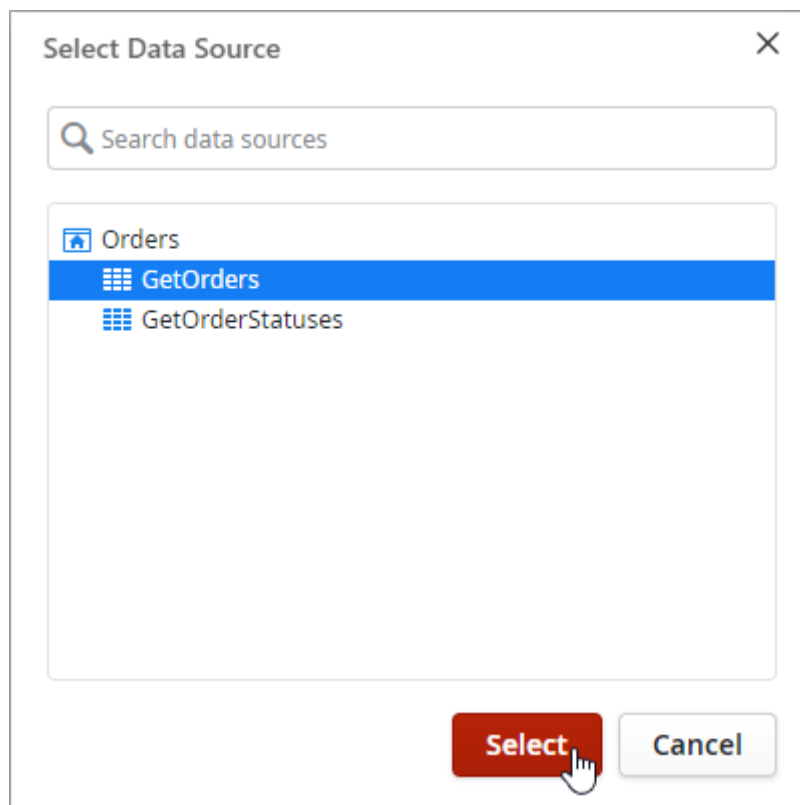 Select Data Source
Search data sources
Orders
GetOrders
GetOrderStatuses
Select
Cancel